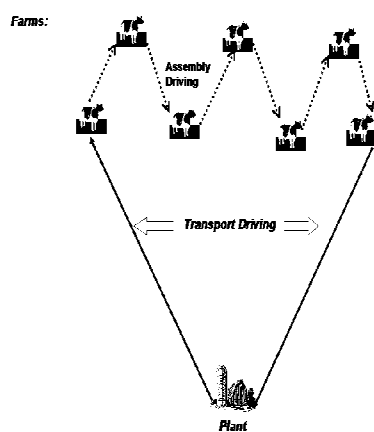 Farms:
Assembly
Driving
Transport Driving
Plant